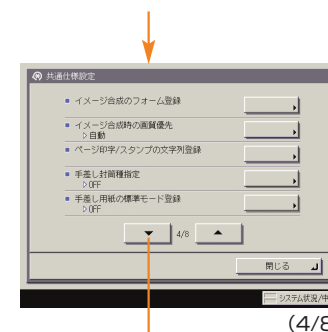 共通仕様設定
■ イメージ合成のフォーム登録
■ イメージ合成時の画質優先
▷自動
■ ページ印字/スタンプの文字列登録
■ 手差し封筒種指定
▷OFF
■ 手差し用紙の標準モード登録
▷OFF
▼ 4/8 ▲
閉じる
システム状況/中
(4/8